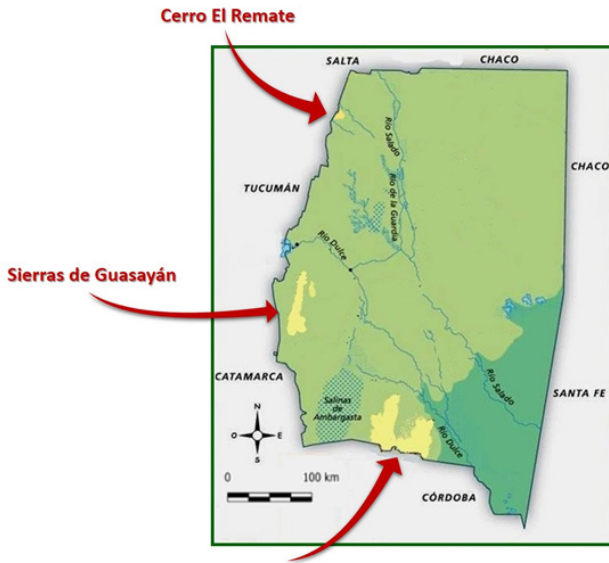 Cerro El Remate
SALTA
CHACO
Río Salado
CHACO
Río de la Guardia
TUCUMÁN
Río Dulce
Sierras de Guasayán
CATAMARCA
Río Salado
SANTA FE
Salinas
de
Ambargasta
Río Dulce
N
O
E
S
0 100 km
CÓRDOBA